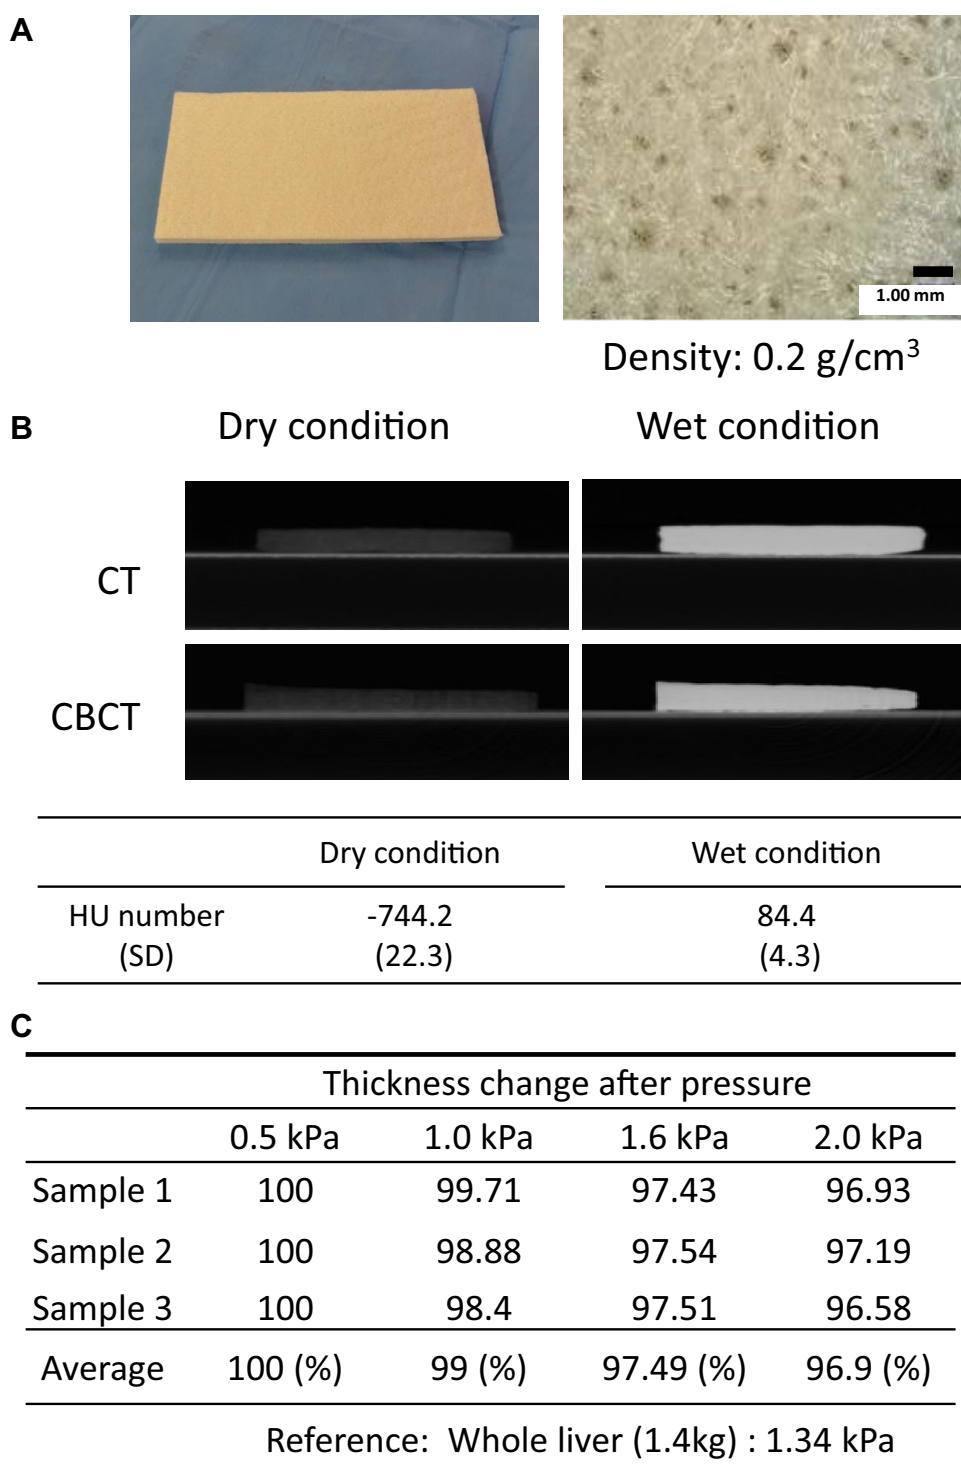 A
1.00 mm
Density: 0.2 g/cm³
B
Dry condition Wet condition
CT
CBCT
Dry condition Wet condition
HU number -744.2 84.4
(SD) (22.3) (4.3)
C
Thickness change after pressure
0.5 kPa 1.0 kPa 1.6 kPa 2.0 kPa
Sample 1 100 99.71 97.43 96.93
Sample 2 100 98.88 97.54 97.19
Sample 3 100 98.4 97.51 96.58
Average 100 (%) 99 (%) 97.49 (%) 96.9 (%)
Reference: Whole liver (1.4kg) : 1.34 kPa